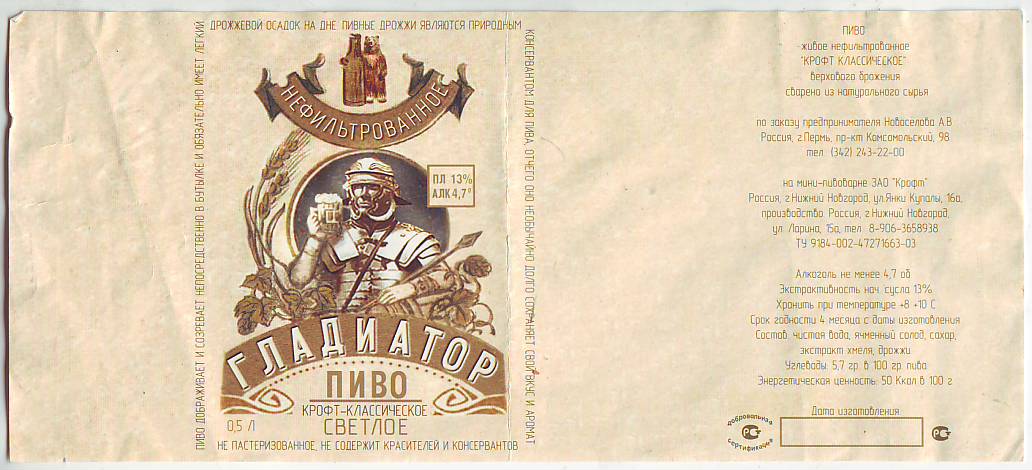 ПИВО ДОБРАЖИВАЕТ И СОЗРЕВАЕТ НЕПОСРЕДСТВЕННО В БУТЫЛКЕ И ОБЯЗАТЕЛЬНО ИМЕЕТ ЛЕГКИЙ
ДРОЖЖЕВОЙ ОСАДОК НА ДНЕ. ПИВНЫЕ ДРОЖЖИ ЯВЛЯЮТСЯ ПРИРОДНЫМ
КОНСЕРВАНТОМ ДЛЯ ПИВА, ОТЧЕГО ОНО НЕОБЫЧАЙНО ДОЛГО СОХРАНЯЕТ СВОЙ ВКУС И АРОМАТ
НЕФИЛЬТРОВАННОЕ
ПЛ 13%
АЛК 4,7°
ГЛАДИАТОР
ПИВО
КРОФТ-КЛАССИЧЕСКОЕ
СВЕТЛОЕ
0,5 Л
НЕ ПАСТЕРИЗОВАННОЕ, НЕ СОДЕРЖИТ КРАСИТЕЛЕЙ И КОНСЕРВАНТОВ
ПИВО
живое нефильтрованное
"КРОФТ КЛАССИЧЕСКОЕ"
верхового брожения
сварено из натурального сырья
по заказу предпринимателя Новоселова А.В
Россия, г.Пермь, пр-кт Комсомольский, 98
тел. (342) 243-22-00
на мини-пивоварне ЗАО "Крофт"
Россия, г.Нижний Новгород, ул.Янки Купалы, 16а,
производство: Россия, г.Нижний Новгород,
ул. Ларина, 15а, тел. 8-906-3658938
ТУ 9184-002-47271663-03
Алкоголь не менее 4,7 об
Экстрактивность нач. сусла 13%
Хранить при температуре +8 +10 С
Срок годности 4 месяца с даты изготовления
Состав: чистая вода, ячменный солод, сахар,
экстракт хмеля, дрожжи
Углеводы: 5,7 гр. в 100 гр. пива
Энергетическая ценность: 50 Ккал в 100 г
Дата изготовления
добровольная
сертификация